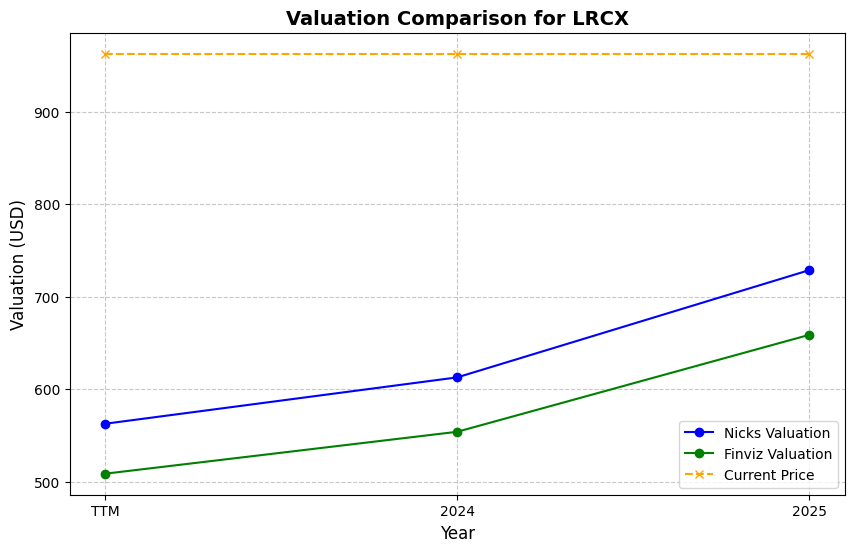 Valuation Comparison for LRCX
Valuation (USD)
900
800
700
600
500
TTM
2024
2025
Year
Nicks Valuation
Finviz Valuation
Current Price